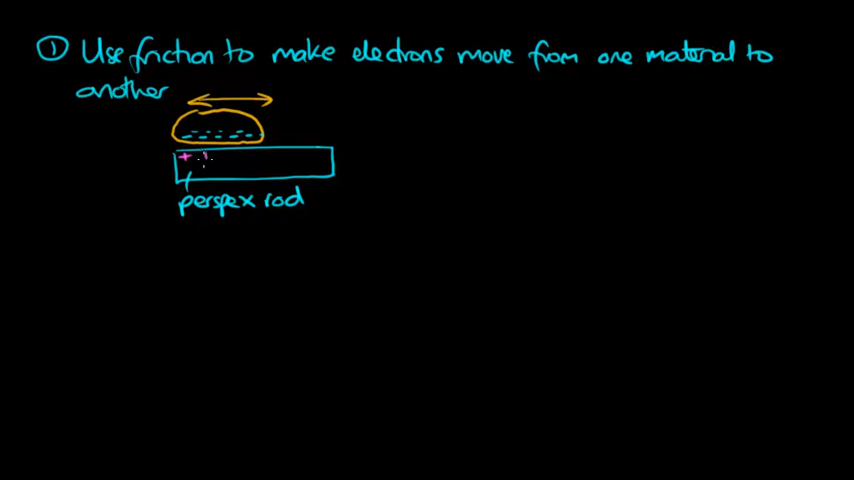 ① Use friction to make electrons move from one material to
another
perspex rod